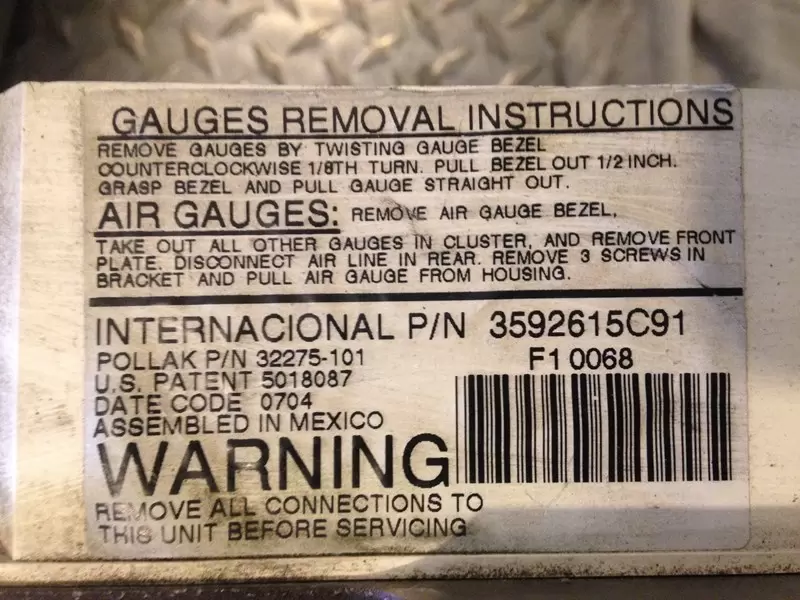 GAUGES REMOVAL INSTRUCTIONS
REMOVE GAUGES BY TWISTING GAUGE BEZEL
COUNTERCLOCKWISE 1/8TH TURN. PULL BEZEL OUT 1/2 INCH.
GRASP BEZEL AND PULL GAUGE STRAIGHT OUT.
AIR GAUGES: REMOVE AIR GAUGE BEZEL,
TAKE OUT ALL OTHER GAUGES IN CLUSTER, AND REMOVE FRONT
PLATE. DISCONNECT AIR LINE IN REAR. REMOVE 3 SCREWS IN
BRACKET AND PULL AIR GAUGE FROM HOUSING.
INTERNACIONAL P/N 3592615C91
POLLAK P/N 32275-101 F1 0068
U.S. PATENT 5018087
DATE CODE 0704
ASSEMBLED IN MEXICO
WARNING
REMOVE ALL CONNECTIONS TO
THIS UNIT BEFORE SERVICING